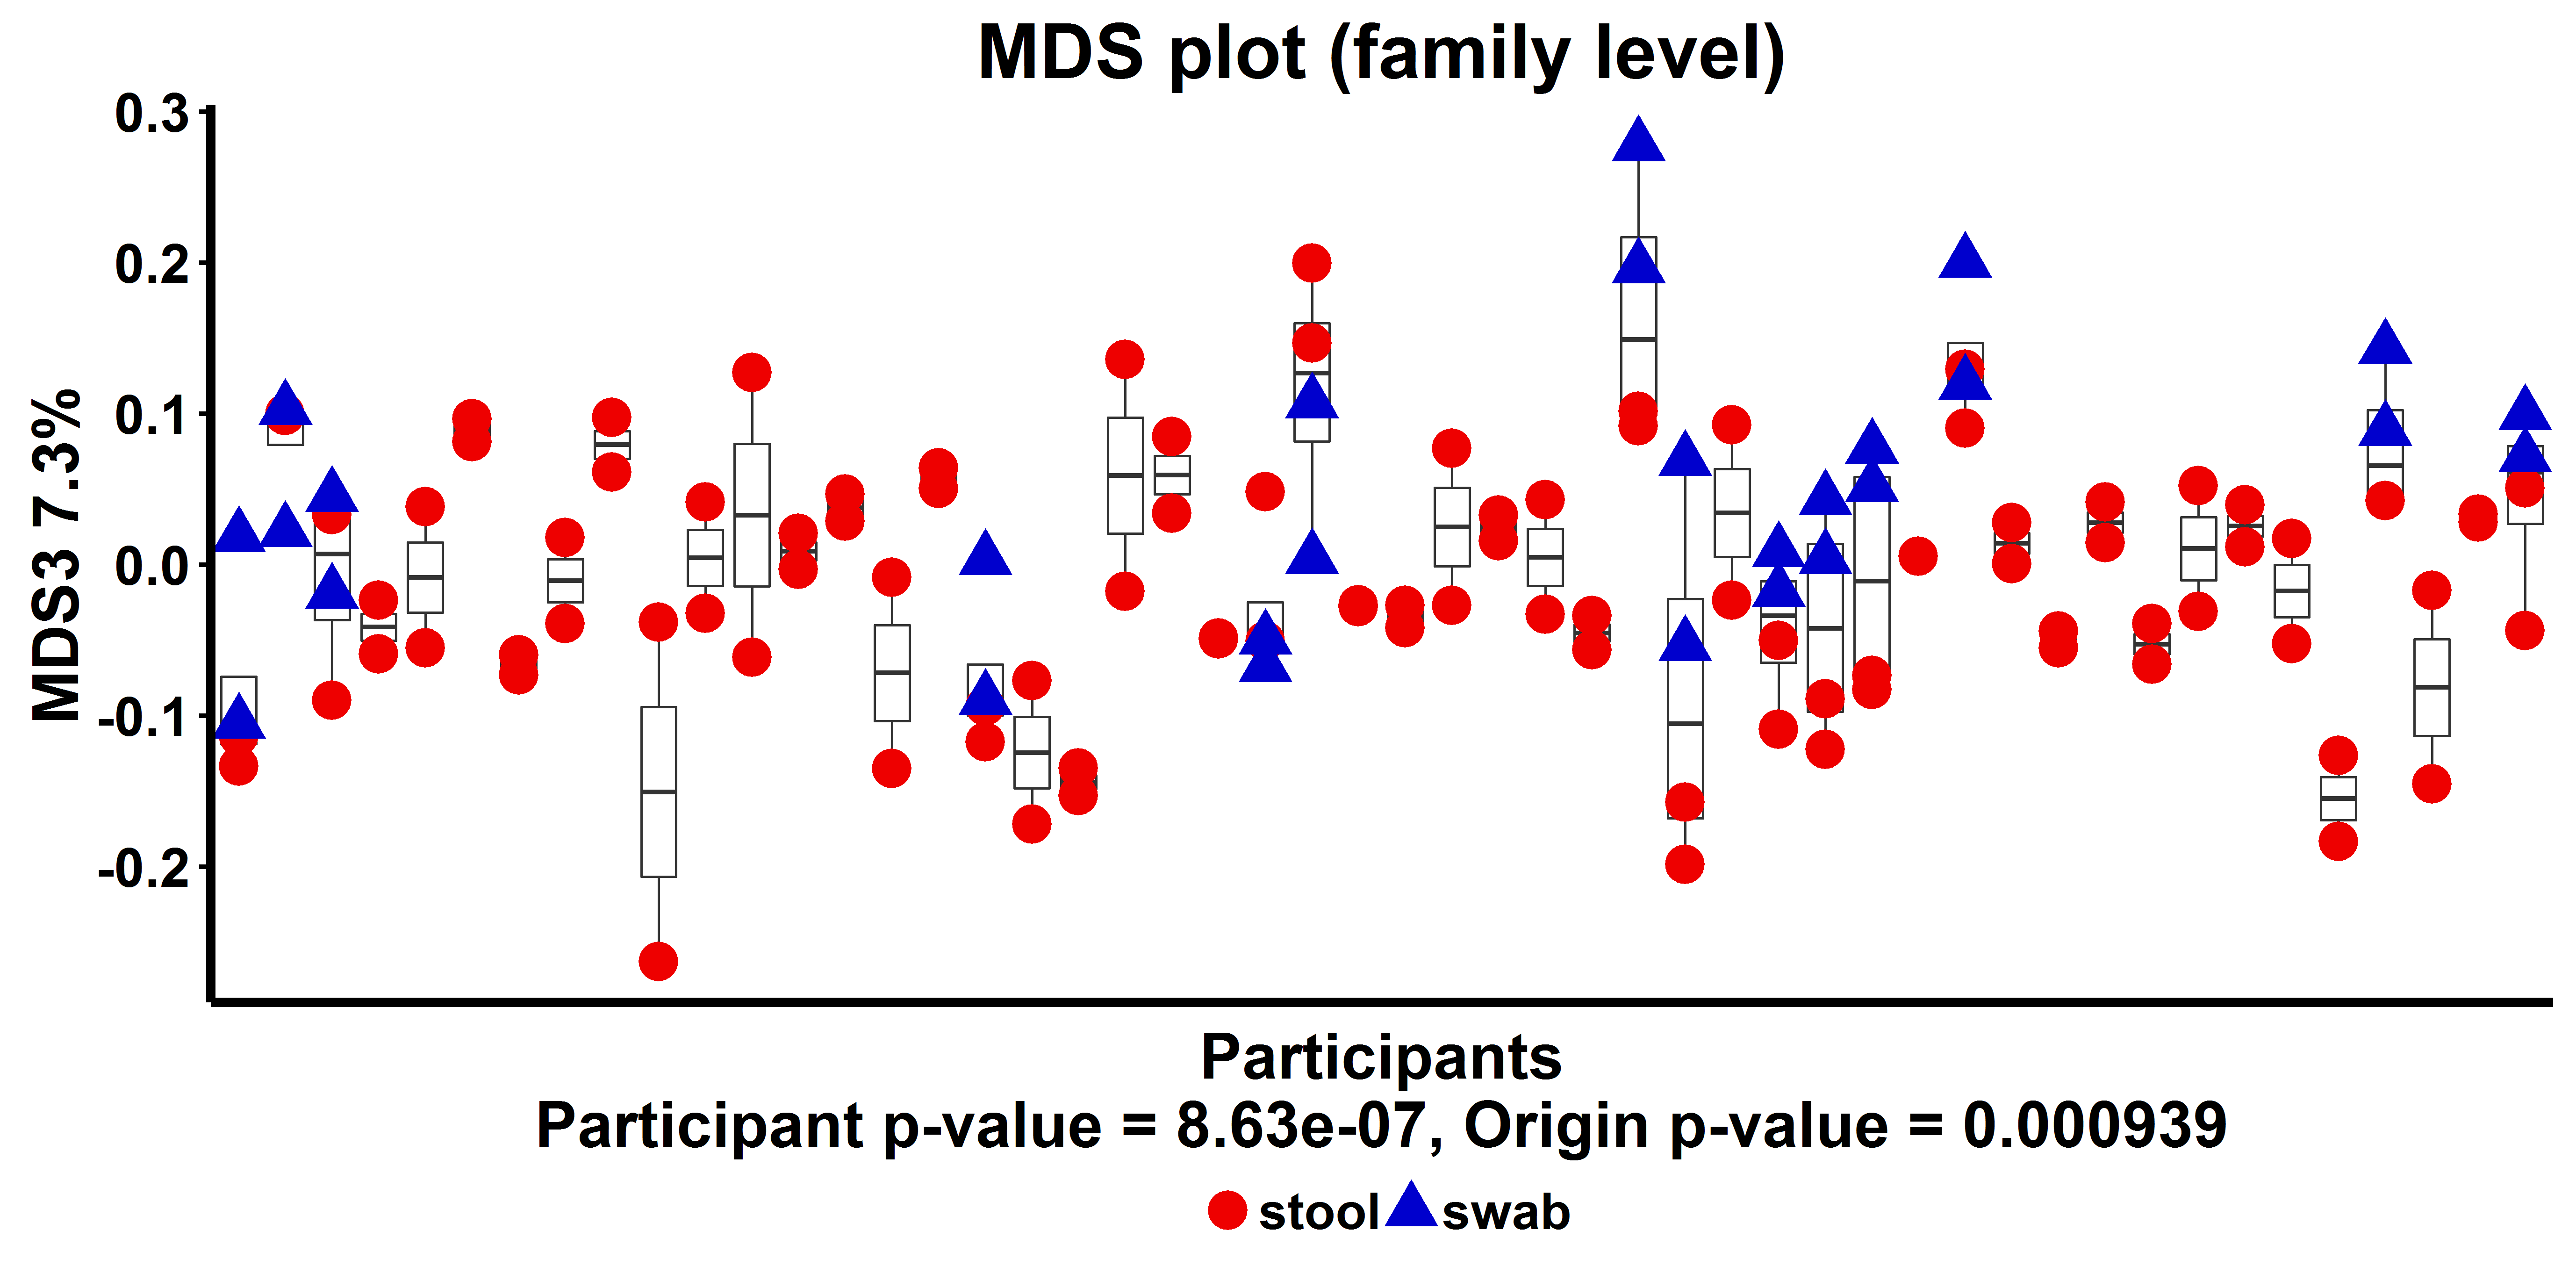 MDS plot (family level)
0.3
0.2
0.1
0.0
-0.1
-0.2
MDS3 7.3%
Participants
Participant p-value = 8.63e-07, Origin p-value = 0.000939
stool swab